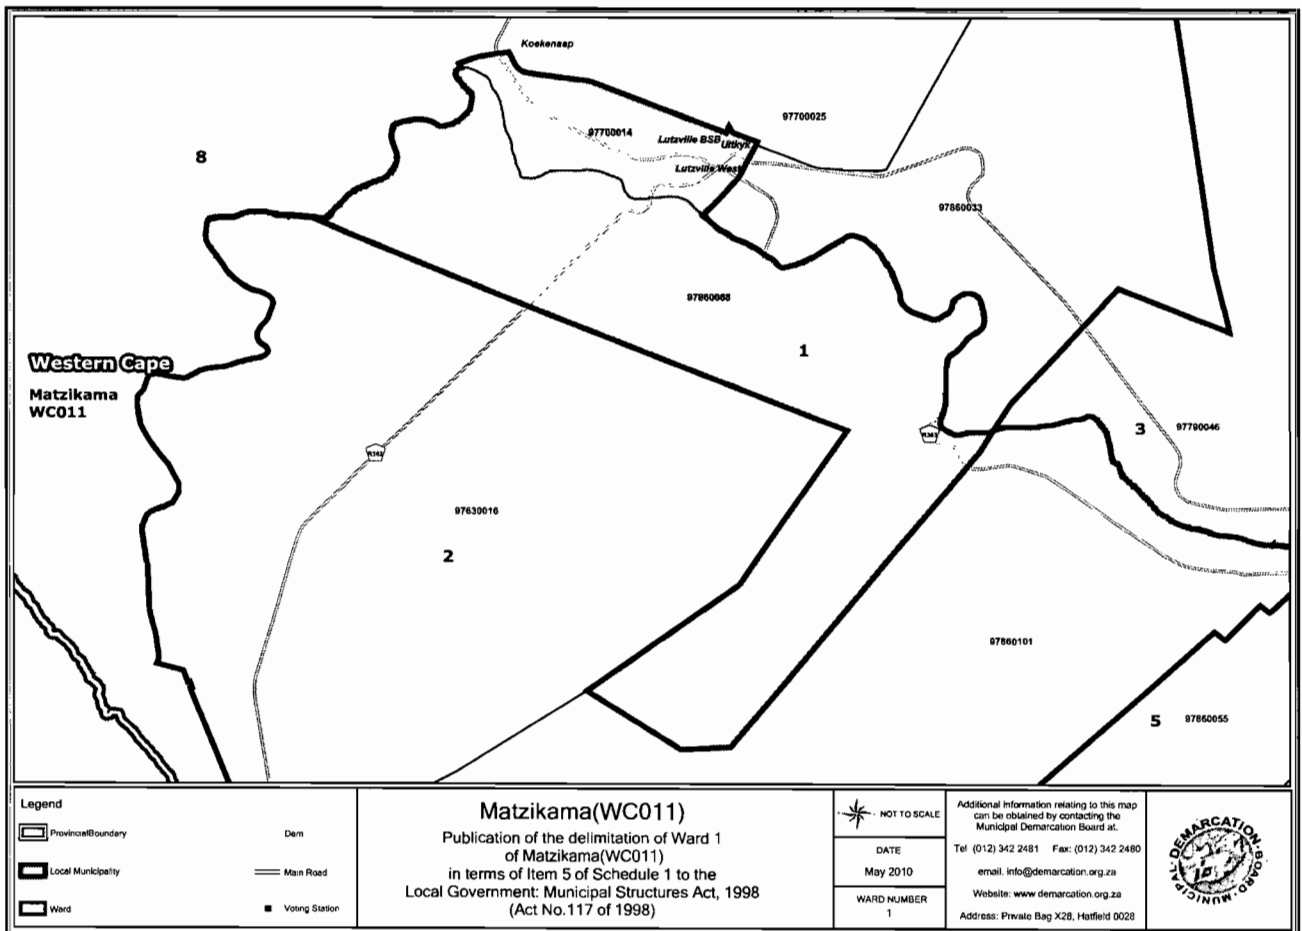 Koekenaap
97700025
97700014
Lutzville BSB
Uitkyk
Lutzville West
8
97860033
97860068
1
Western Cape
Matzikama
WC011
R362
R363
3
97790046
97630016
2
97860101
5
97860055
Legend
ProvincialBoundary
Dam
Local Municipality
Main Road
Ward
Voting Station
Matzikama(WC011)
Publication of the delimitation of Ward 1
of Matzikama(WC011)
in terms of Item 5 of Schedule 1 to the
Local Government: Municipal Structures Act, 1998
(Act No.117 of 1998)
NOT TO SCALE
DATE
May 2010
WARD NUMBER
1
Additional information relating to this map
can be obtained by contacting the
Municipal Demarcation Board at.
Tel (012) 342 2481 Fax: (012) 342 2480
email. info@demarcation.org.za
Website: www demarcation.org.za
Address: Private Bag X28, Hatfield 0028
MUNICIPAL DEMARCATION BOARD